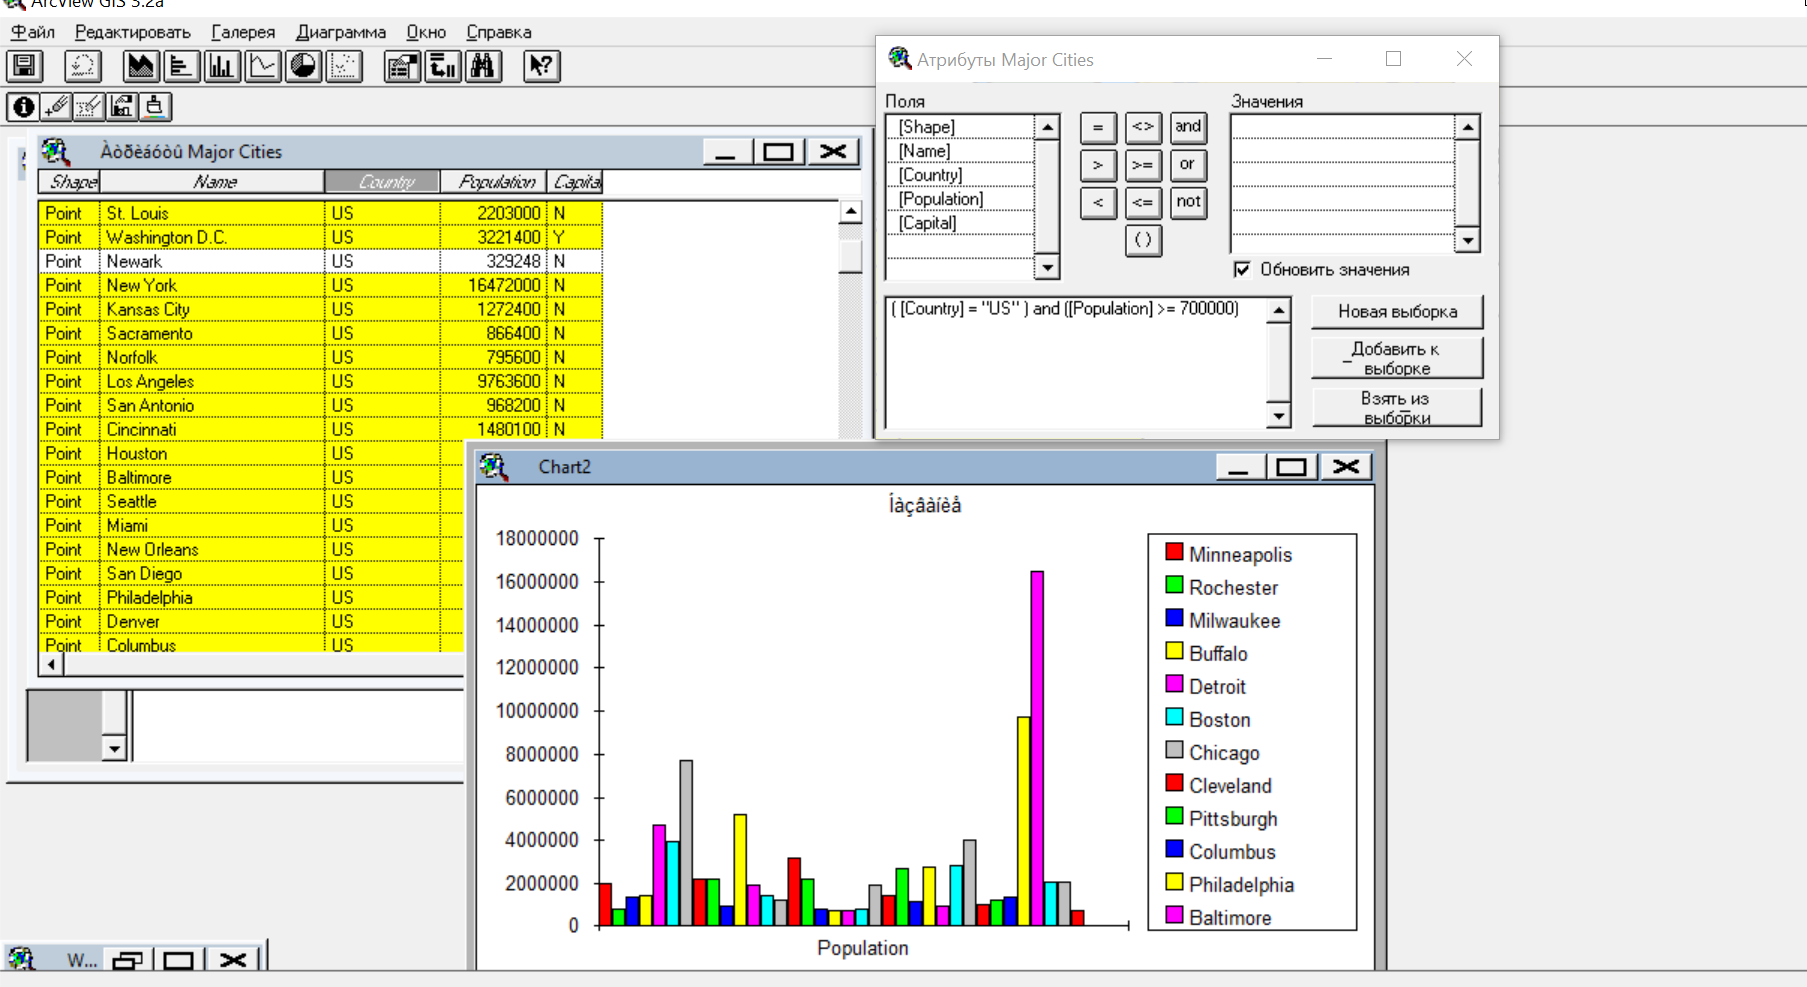 ArcView GIS 3.2a
Файл Редактировать Галерея Диаграмма Окно Справка
Àòðèáóòû Major Cities
Shape Name Country Population Capital
Point St. Louis US 2203000 N
Point Washington D.C. US 3221400 Y
Point Newark US 329248 N
Point New York US 16472000 N
Point Kansas City US 1272400 N
Point Sacramento US 866400 N
Point Norfolk US 795600 N
Point Los Angeles US 9763600 N
Point San Antonio US 968200 N
Point Cincinnati US 1480100 N
Point Houston US
Point Baltimore US
Point Seattle US
Point Miami US
Point New Orleans US
Point San Diego US
Point Philadelphia US
Point Denver US
Point Columbus US
Атрибуты Major Cities
Поля
[Shape]
[Name]
[Country]
[Population]
[Capital]
= <> and
> >= or
< <= not
( )
Значения
Обновить значения
( [Country] = "US" ) and ([Population] >= 700000)
Новая выборка
_Добавить к
выборке
Взять из
выборки
Chart2
Íàçâàíèå
18000000
16000000
14000000
12000000
10000000
8000000
6000000
4000000
2000000
0
Population
Minneapolis
Rochester
Milwaukee
Buffalo
Detroit
Boston
Chicago
Cleveland
Pittsburgh
Columbus
Philadelphia
Baltimore
W...